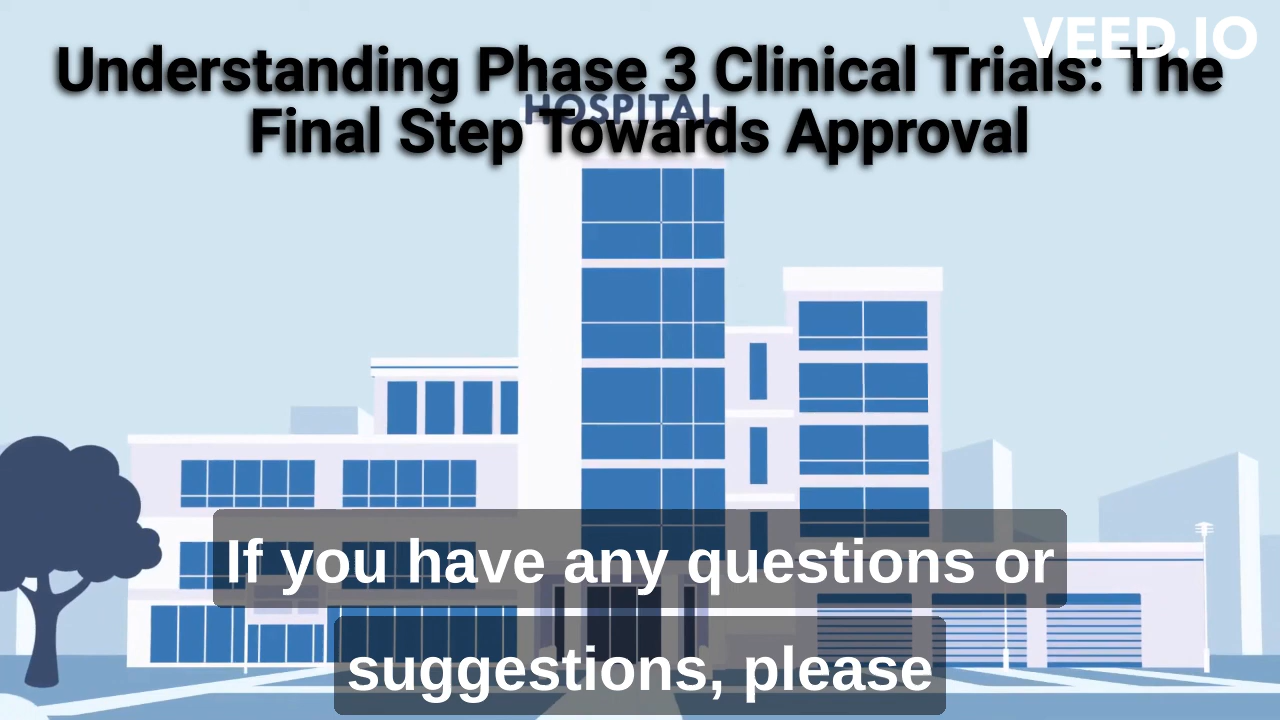 VEED.IO
Understanding Phase 3 Clinical Trials: The
Final Step Towards Approval
HOSPITAL
If you have any questions or
suggestions, please